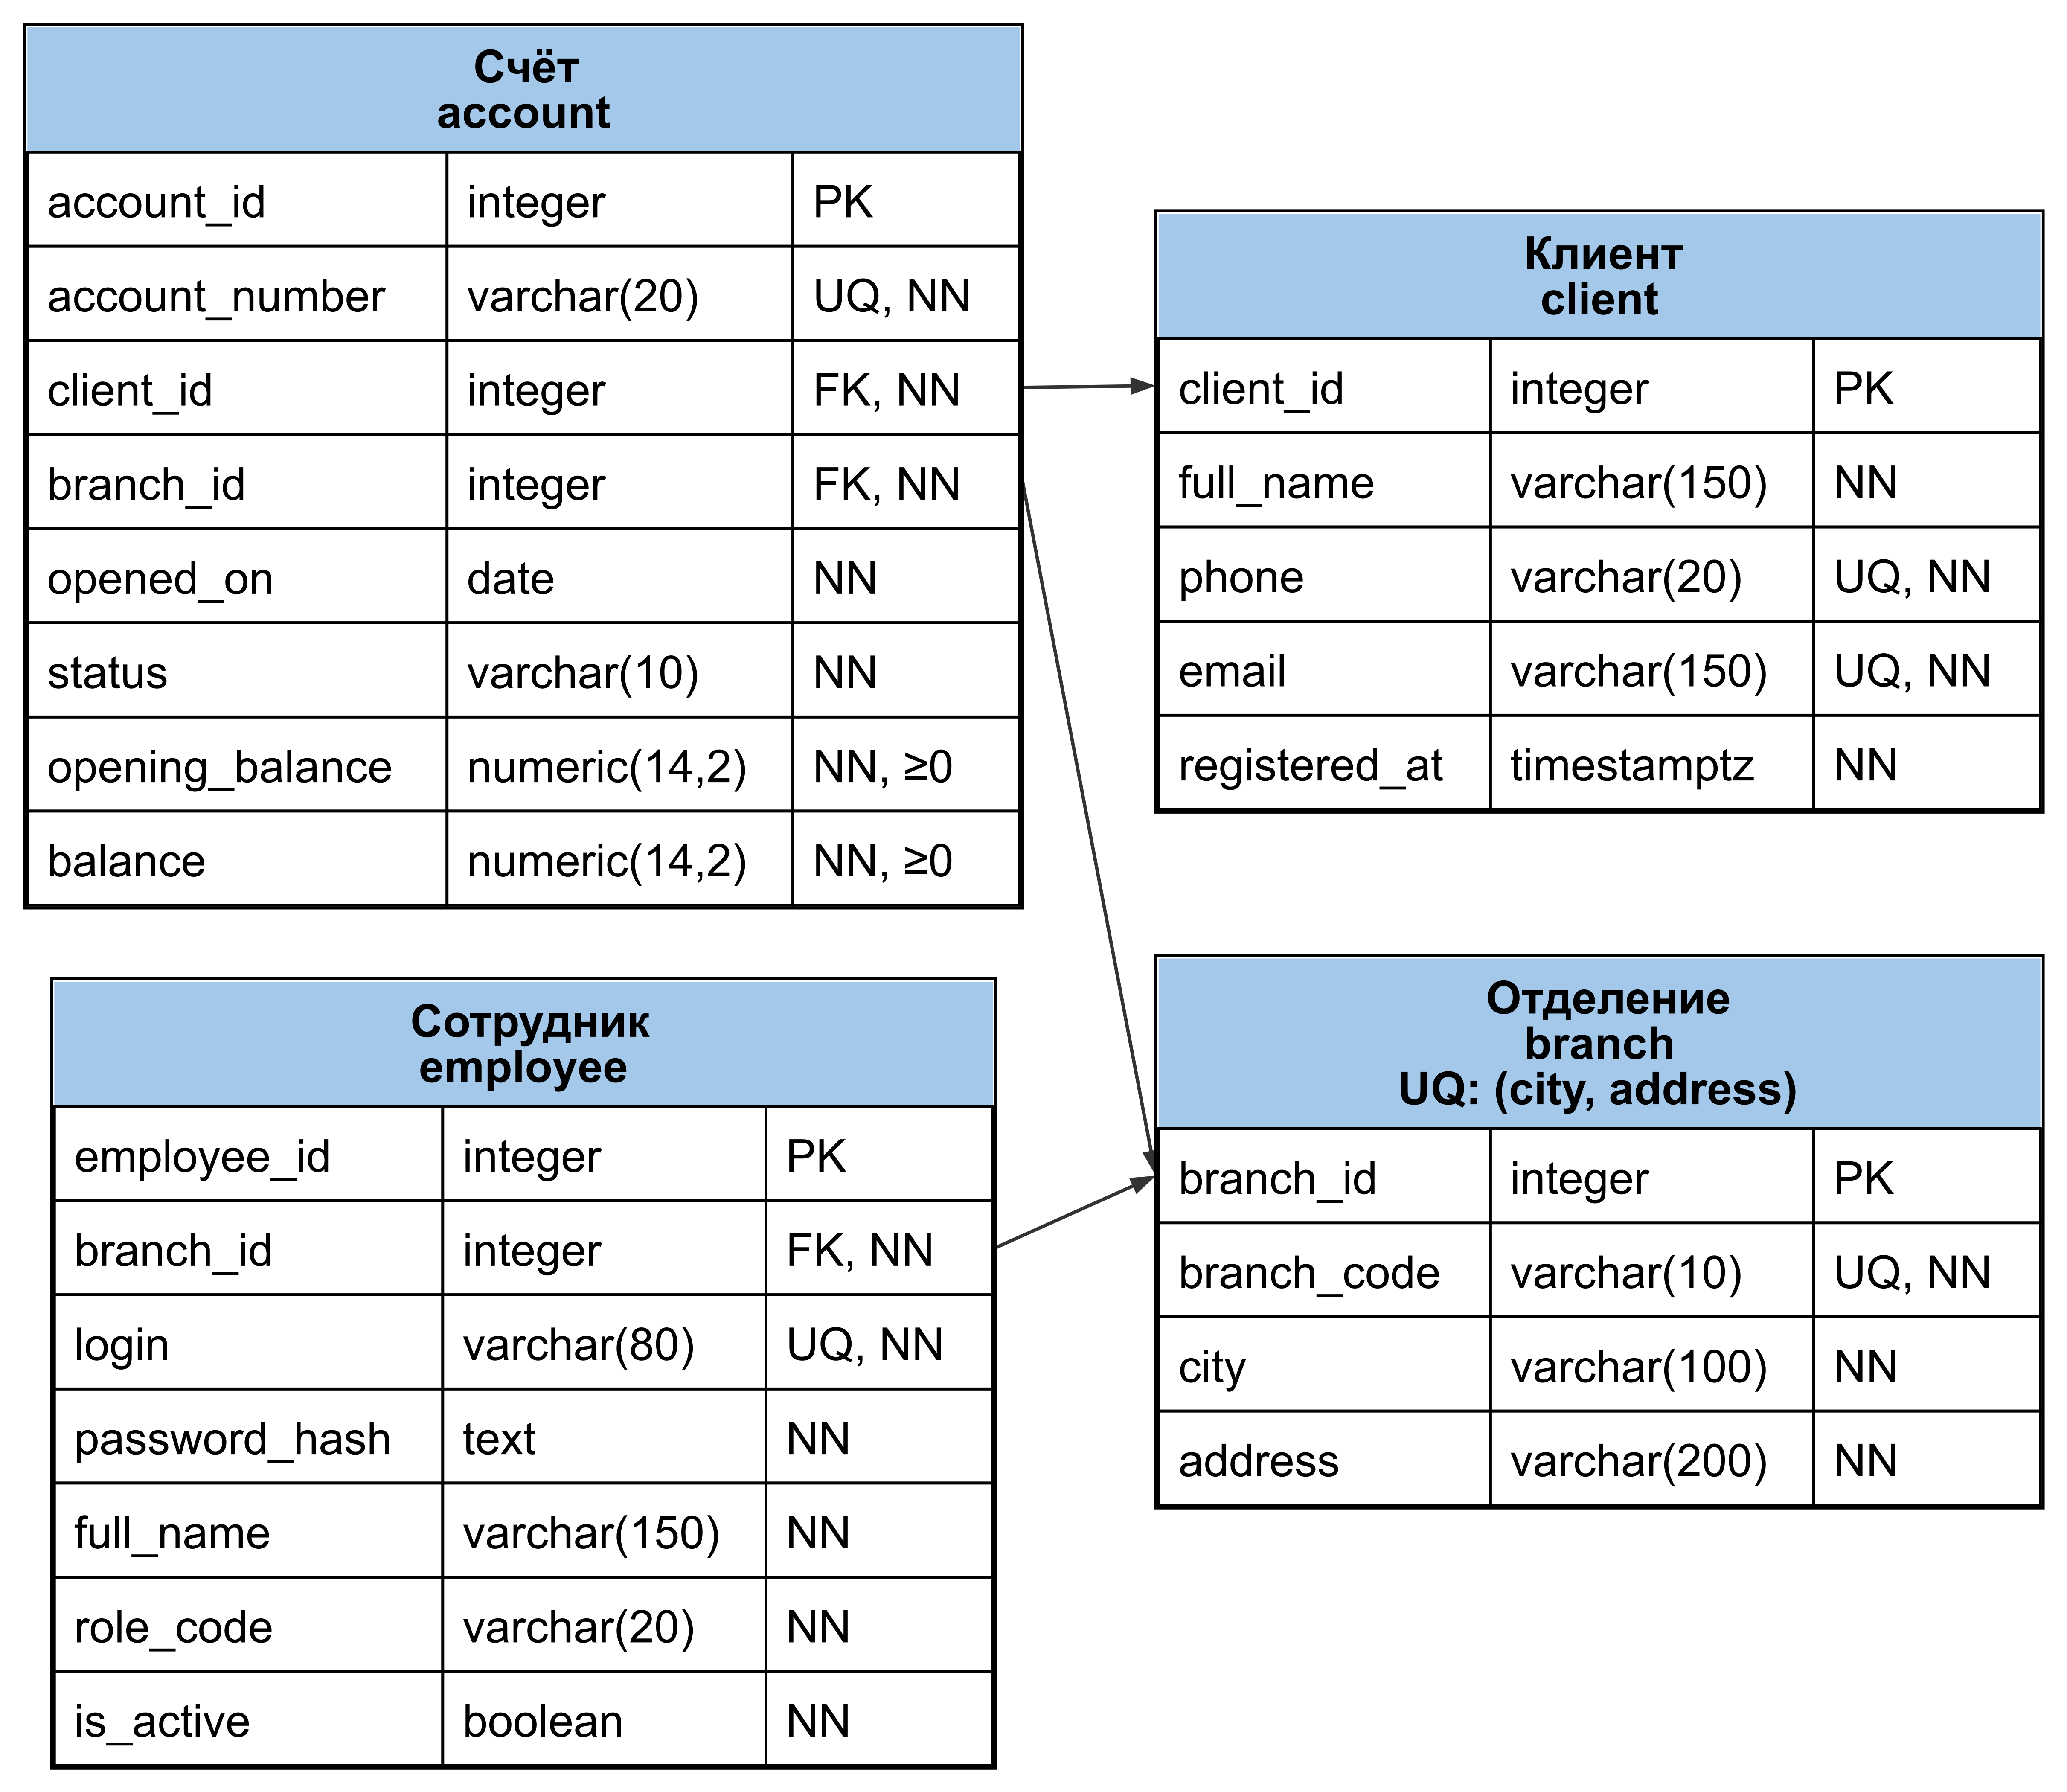 Счёт
account
account_id integer PK
account_number varchar(20) UQ, NN
client_id integer FK, NN
branch_id integer FK, NN
opened_on date NN
status varchar(10) NN
opening_balance numeric(14,2) NN, ≥0
balance numeric(14,2) NN, ≥0
Клиент
client
client_id integer PK
full_name varchar(150) NN
phone varchar(20) UQ, NN
email varchar(150) UQ, NN
registered_at timestamptz NN
Сотрудник
employee
employee_id integer PK
branch_id integer FK, NN
login varchar(80) UQ, NN
password_hash text NN
full_name varchar(150) NN
role_code varchar(20) NN
is_active boolean NN
Отделение
branch
UQ: (city, address)
branch_id integer PK
branch_code varchar(10) UQ, NN
city varchar(100) NN
address varchar(200) NN